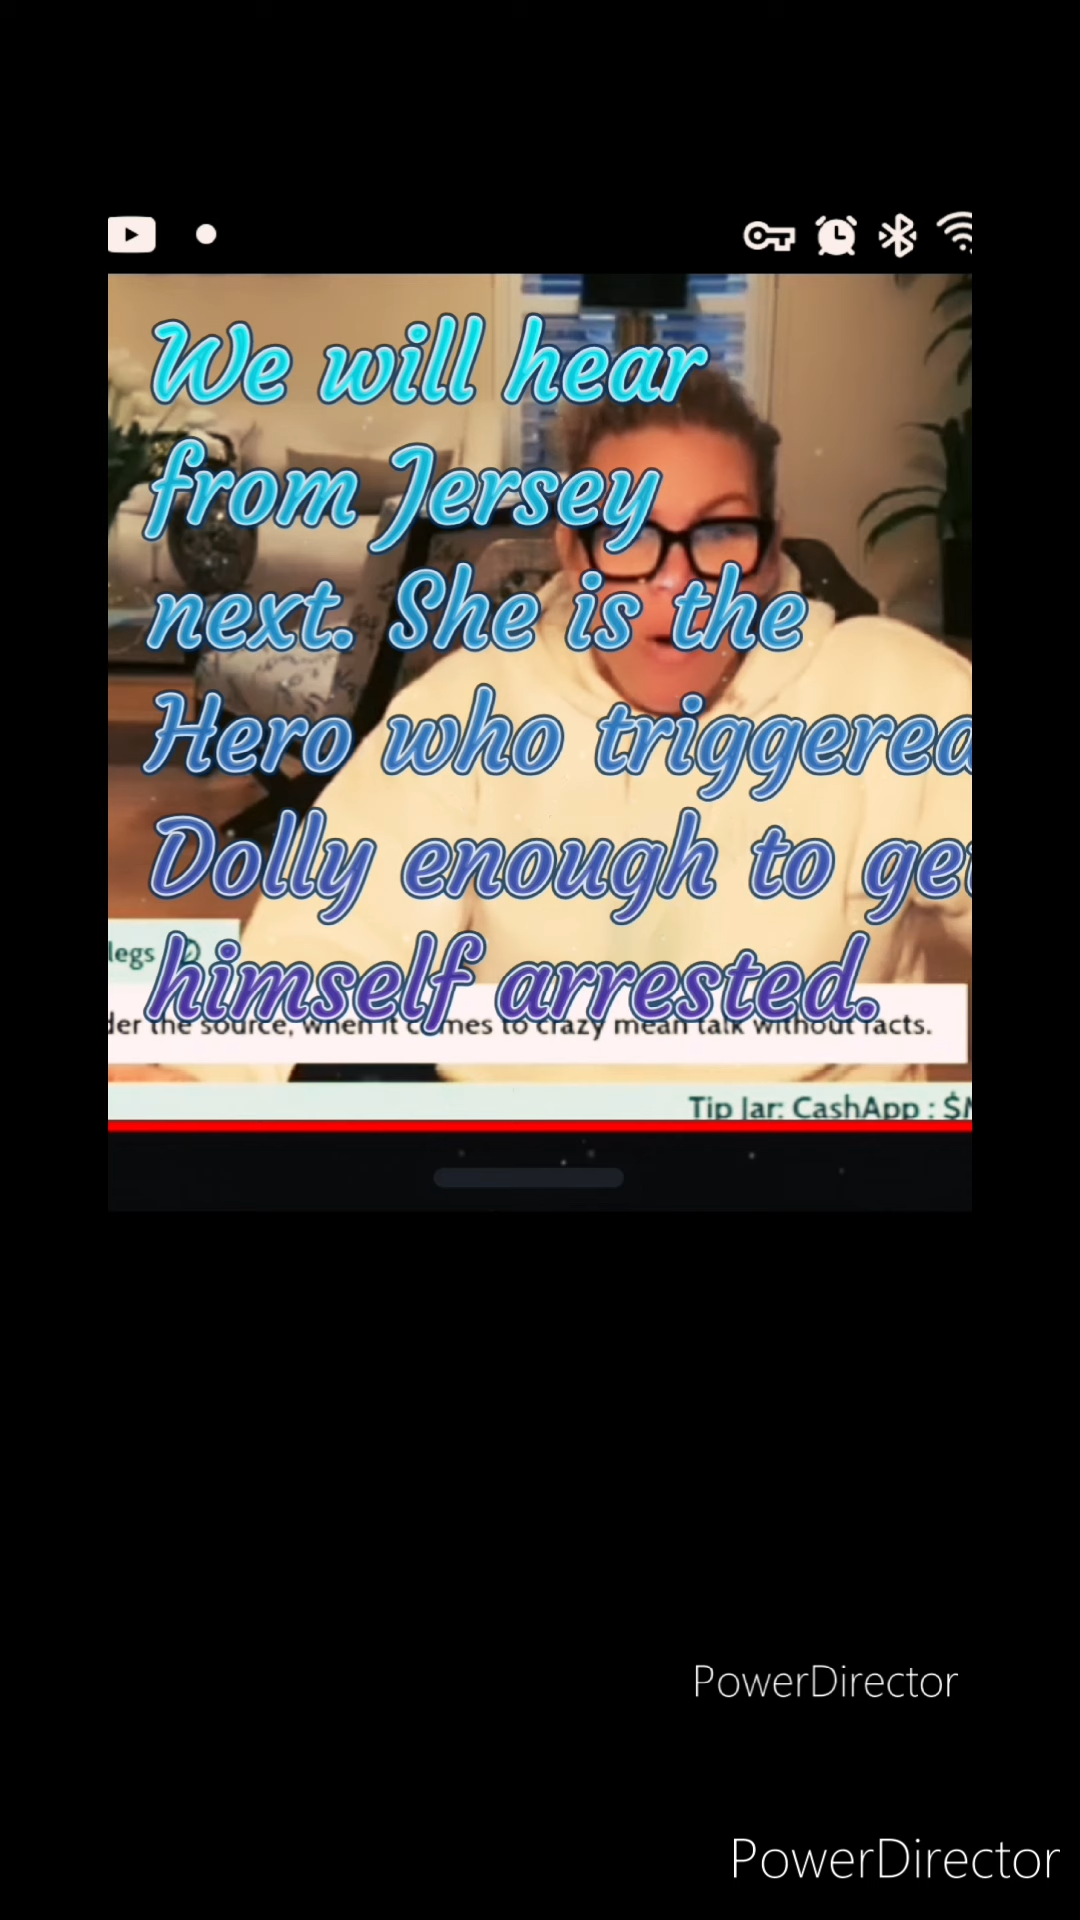 We will hear
from Jersey
next. She is the
Hero who triggered
Dolly enough to get
himself arrested.
legs
der the source, when it comes to crazy mean talk without facts.
Tip Jar: CashApp : $
PowerDirector
PowerDirector